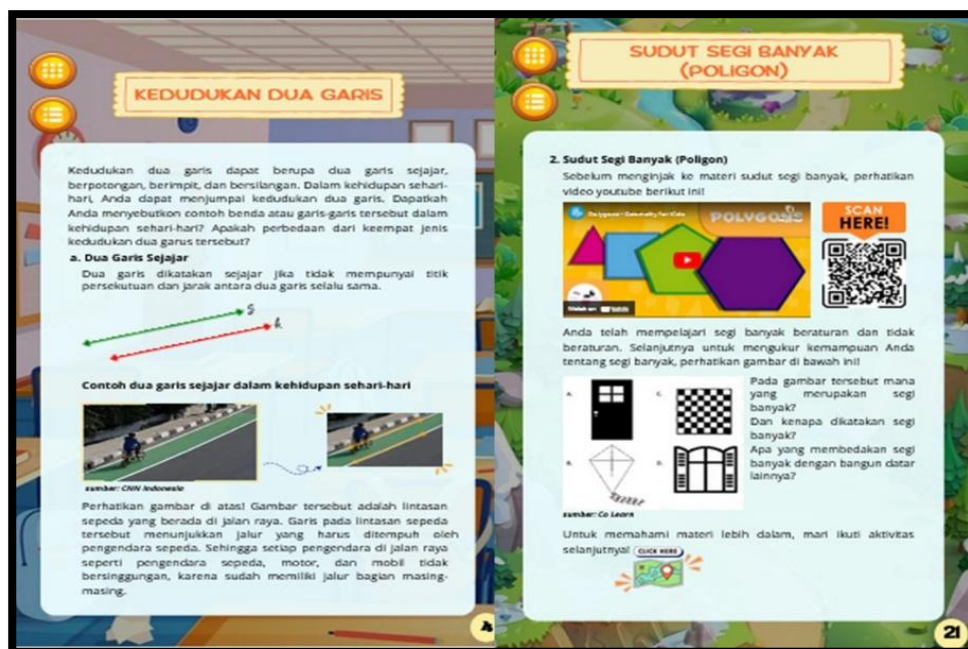 KEDUDUKAN DUA GARIS
Kedudukan dua garis dapat berupa dua garis sejajar,
berpotongan, berimpit, dan bersilangan. Dalam kehidupan sehari-
hari, Anda dapat menjumpai kedudukan dua garis. Dapatkah
Anda menyebutkon contoh benda atau garis-garis tersebut dalam
kehidupan sehari-hari? Apakah perbedaan dari keempat jenis
kedudukan dua garus tersebut?
a. Dua Garis Sejajar
Dua garis dikatakan sejajar jika tidak mempunyai titik
persekutuan dan jarak antara dua garis selalu sama.
g
k
Contoh dua garis sejajar dalam kehidupan sehari-hari
sumber: CNN Indonesia
Perhatikan gambar di atas! Gambar tersebut adalah lintasan
sepeda yang berada di jalan raya. Garis pada lintasan sepeda
tersebut menunjukkan jalur yang harus ditempuh oleh
pengendara sepeda. Sehingga setiap pengendara di jalan raya
seperti pengendara sepeda, motor, dan mobil tidak
bersinggungan, karena sudah memiliki jalur bagian masing-
masing.
4
SUDUT SEGI BANYAK
(POLIGON)
2. Sudut Segi Banyak (Poligon)
Sebelum menginjak ke materi sudut segi banyak, perhatikan
video youtube berikut ini!
POLYGONS
SCAN
HERE!
Anda telah mempelajari segi banyak beraturan dan tidak
beraturan. Selanjutnya untuk mengukur kemampuan Anda
tentang segi banyak, perhatikan gambar di bawah ini!
A.
C.
B.
D.
Pada gambar tersebut mana
yang merupakan segi
banyak?
Dan kenapa dikatakan segi
banyak?
Apa yang membedakan segi
banyak dengan bangun datar
lainnya?
sumber: Co Learn
Untuk memahami materi lebih dalam, mari ikuti aktivitas
selanjutnya! CLICK HERE
21